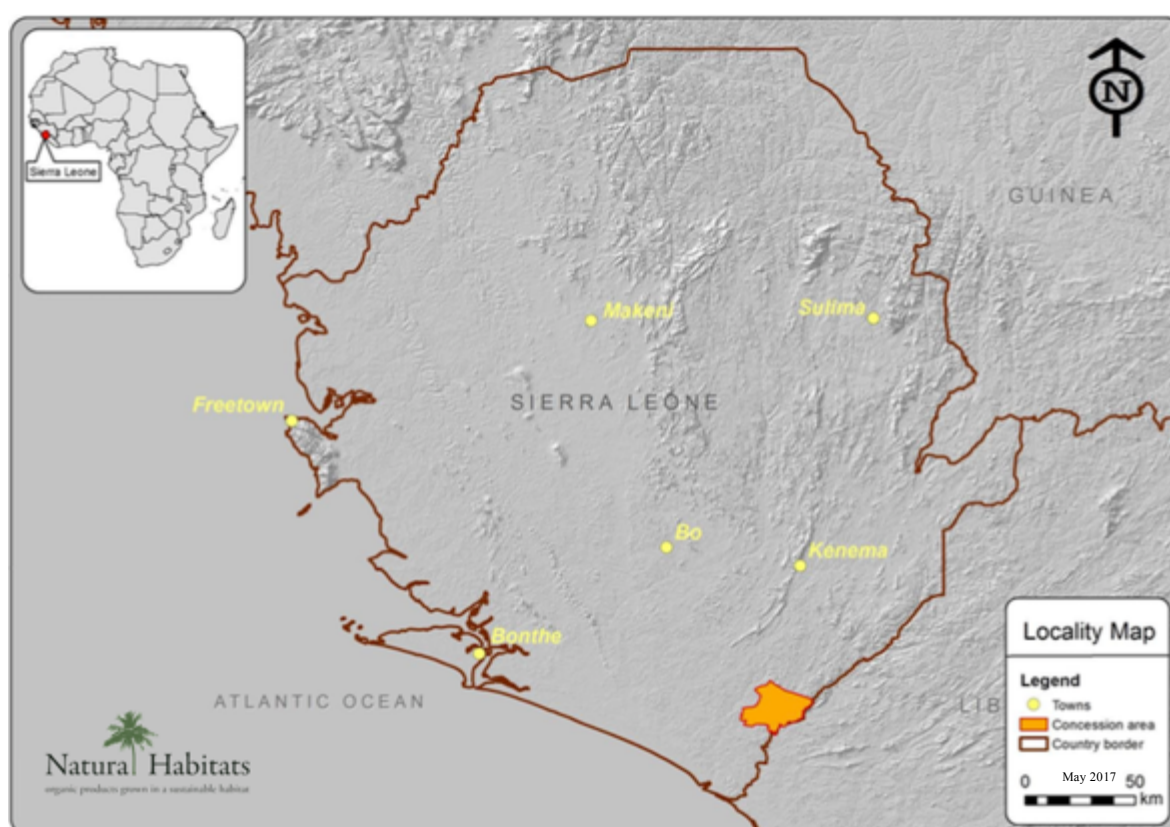 Sierra Leone
N
GUINEA
Makeni
Sulima
SIERRA LEONE
Freetown
Bo
Kenema
Bonthe
ATLANTIC OCEAN
LIB
Natural Habitats
organic products grown in a sustainable habitat
Locality Map
Legend
Towns
Concession area
Country border
0 May 2017 50
km